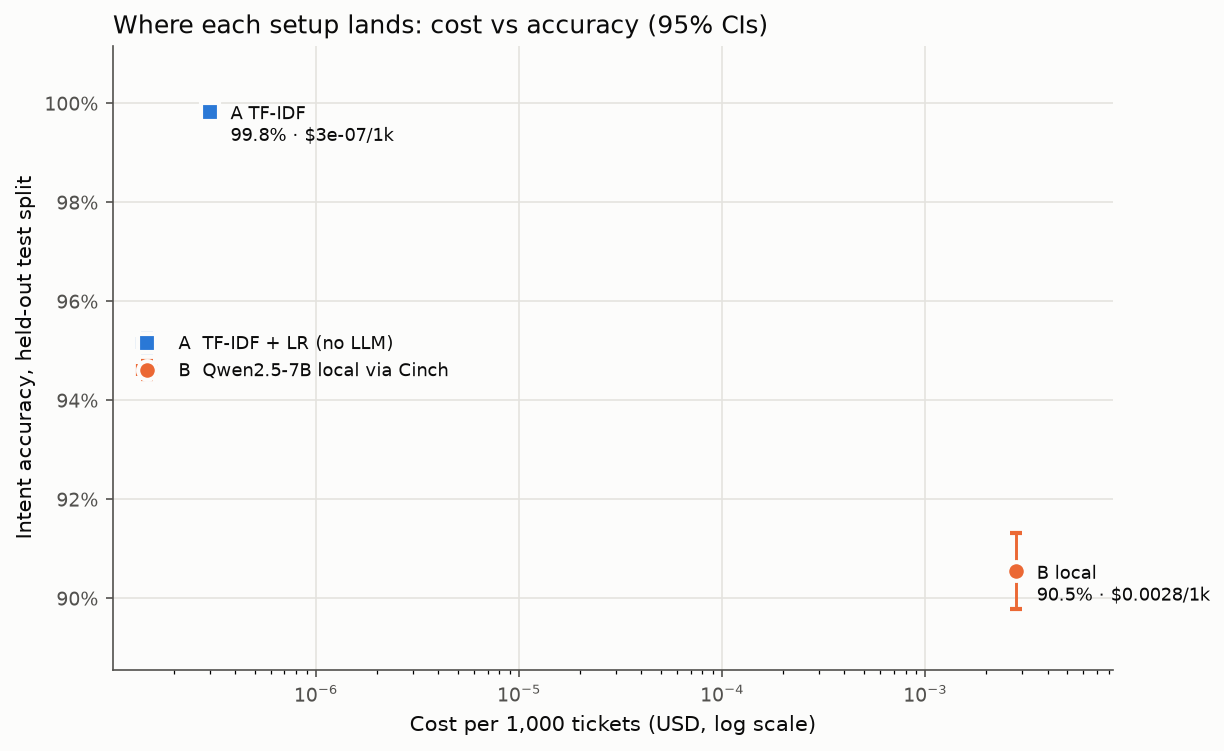 Where each setup lands: cost vs accuracy (95% CIs)
Intent accuracy, held-out test split
100%
98%
96%
94%
92%
90%
A TF-IDF
99.8% · $3e-07/1k
A TF-IDF + LR (no LLM)
B Qwen2.5-7B local via Cinch
B local
90.5% · $0.0028/1k
10⁻⁶ 10⁻⁵ 10⁻⁴ 10⁻³
Cost per 1,000 tickets (USD, log scale)